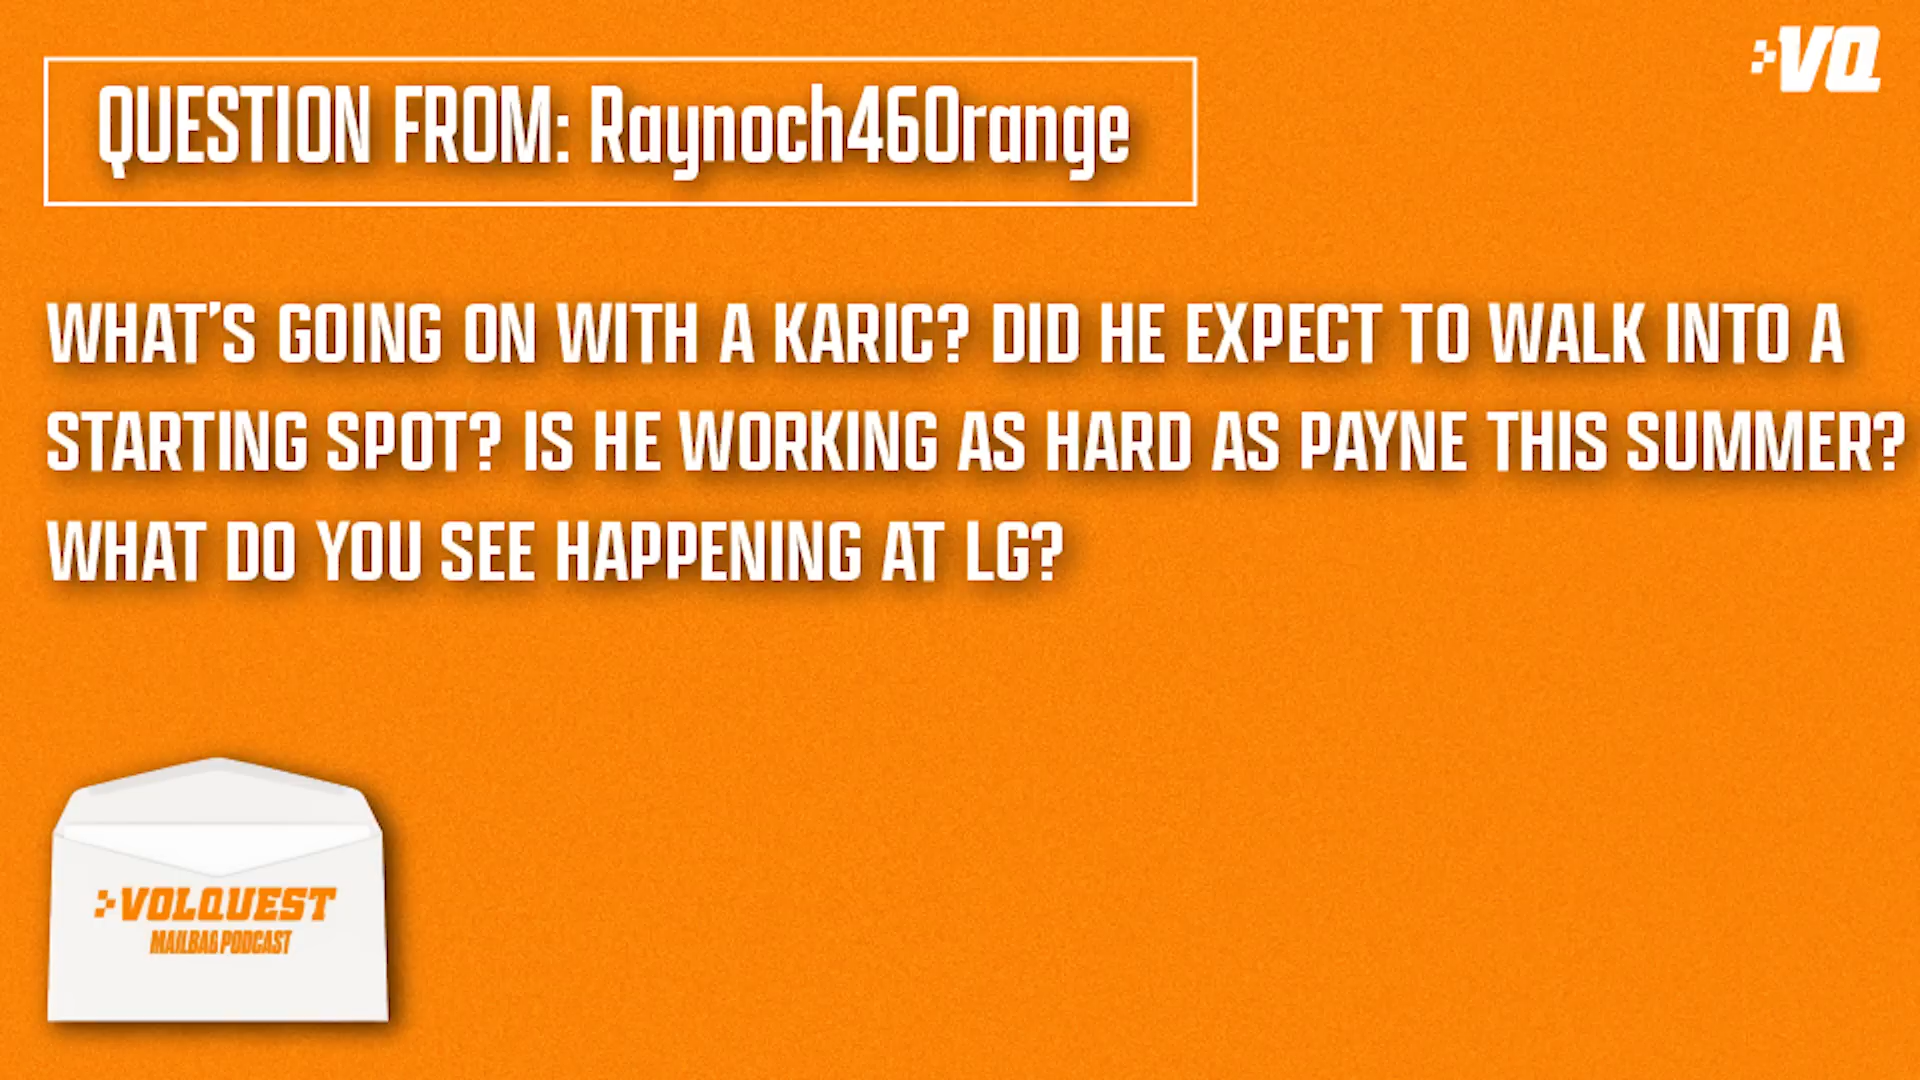 VQ
QUESTION FROM: Raynoch46Orange
WHAT'S GOING ON WITH A KARIC? DID HE EXPECT TO WALK INTO A
STARTING SPOT? IS HE WORKING AS HARD AS PAYNE THIS SUMMER?
WHAT DO YOU SEE HAPPENING AT LG?
VOLQUEST
MAILBAG PODCAST